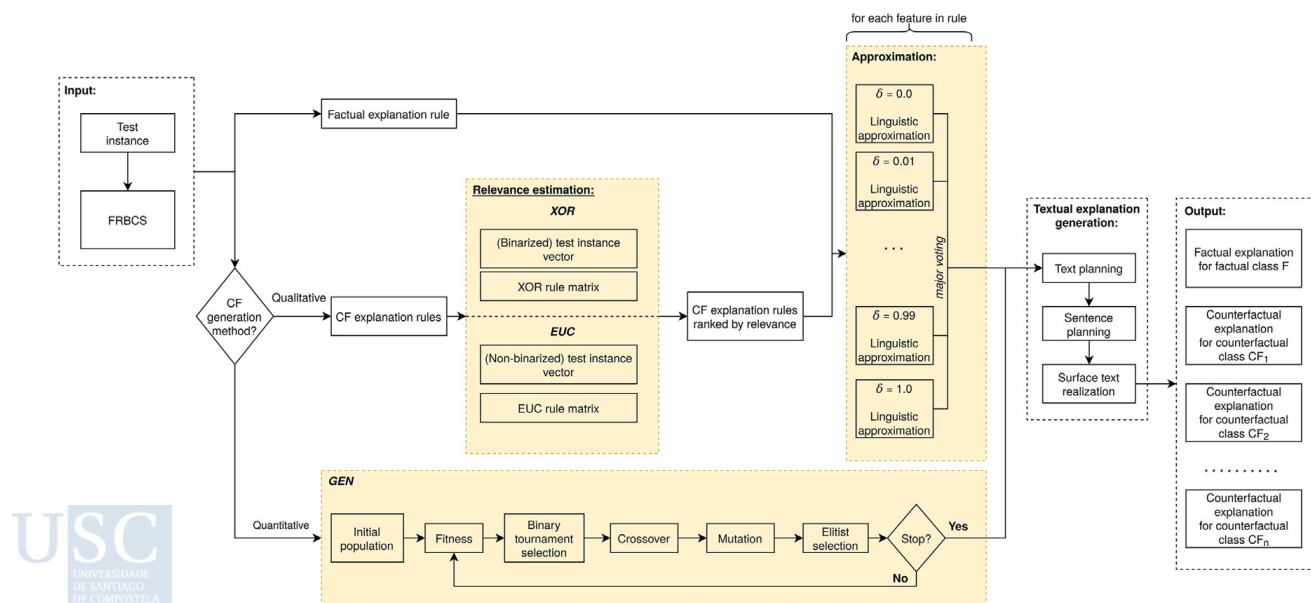 for each feature in rule
Input:
Test
instance
FRBCS
Factual explanation rule
CF
generation
method?
Qualitative
CF explanation rules
Relevance estimation:
XOR
(Binarized) test instance
vector
XOR rule matrix
EUC
(Non-binarized) test instance
vector
EUC rule matrix
CF explanation rules
ranked by relevance
Approximation:
δ = 0.0
Linguistic
approximation
δ = 0.01
Linguistic
approximation
. . .
δ = 0.99
Linguistic
approximation
δ = 1.0
Linguistic
approximation
major voting
Textual explanation
generation:
Text planning
Sentence
planning
Surface text
realization
Output:
Factual explanation
for factual class F
Counterfactual
explanation
for counterfactual
class CF1
Counterfactual
explanation
for counterfactual
class CF2
. . . . . . . . . .
Counterfactual
explanation
for counterfactual
class CFn
Quantitative
GEN
Initial
population
Fitness
Binary
tournament
selection
Crossover
Mutation
Elitist
selection
Stop?
Yes
No
USC
UNIVERSIDADE
DE SANTIAGO
DE COMPOSTELA